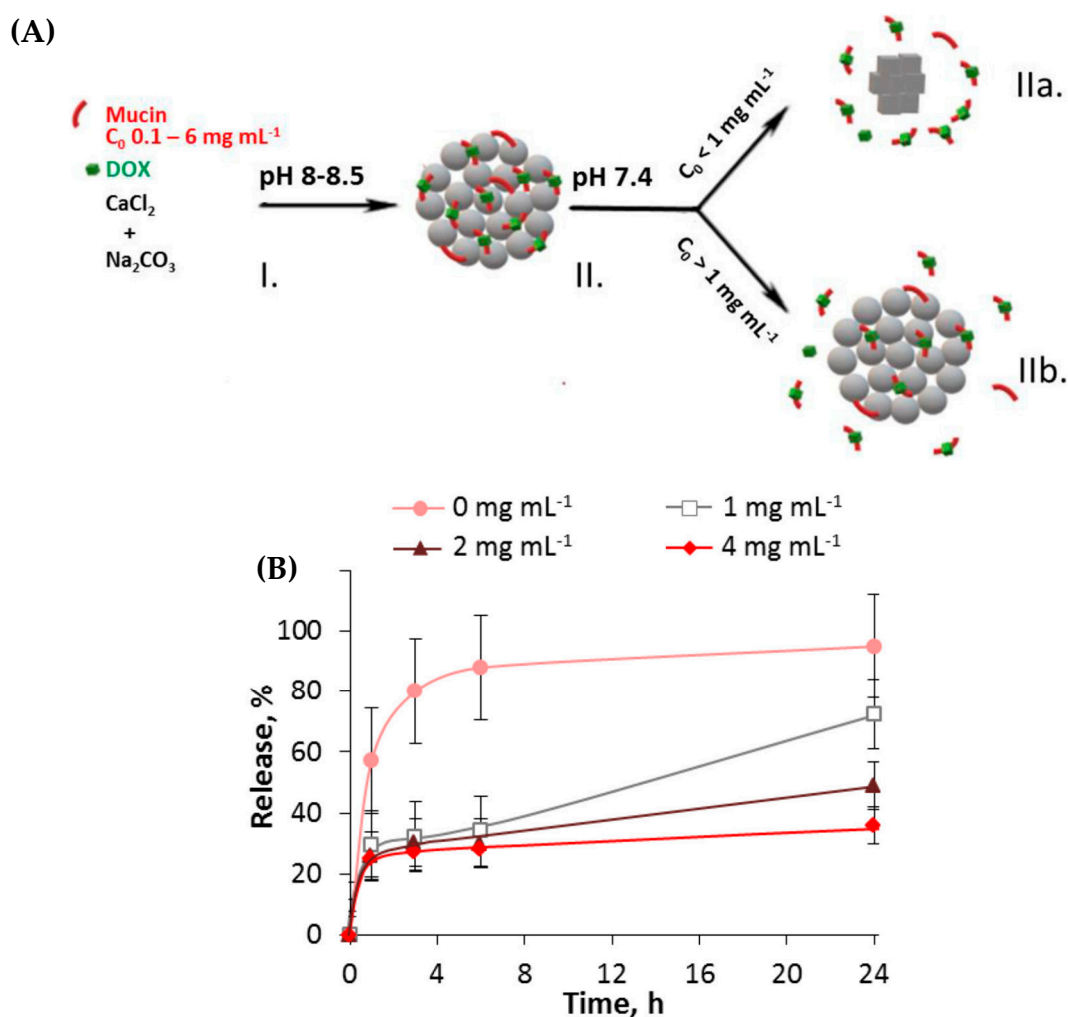 (A)
Mucin
C₀ 0.1 – 6 mg mL⁻¹
DOX
CaCl₂
+
Na₂CO₃
pH 8-8.5
I.
pH 7.4
II.
C₀ < 1 mg mL⁻¹
C₀ > 1 mg mL⁻¹
IIa.
IIb.
0 mg mL⁻¹
1 mg mL⁻¹
2 mg mL⁻¹
4 mg mL⁻¹
(B)
Release, %
100
80
60
40
20
0
0 4 8 12 16 20 24
Time, h